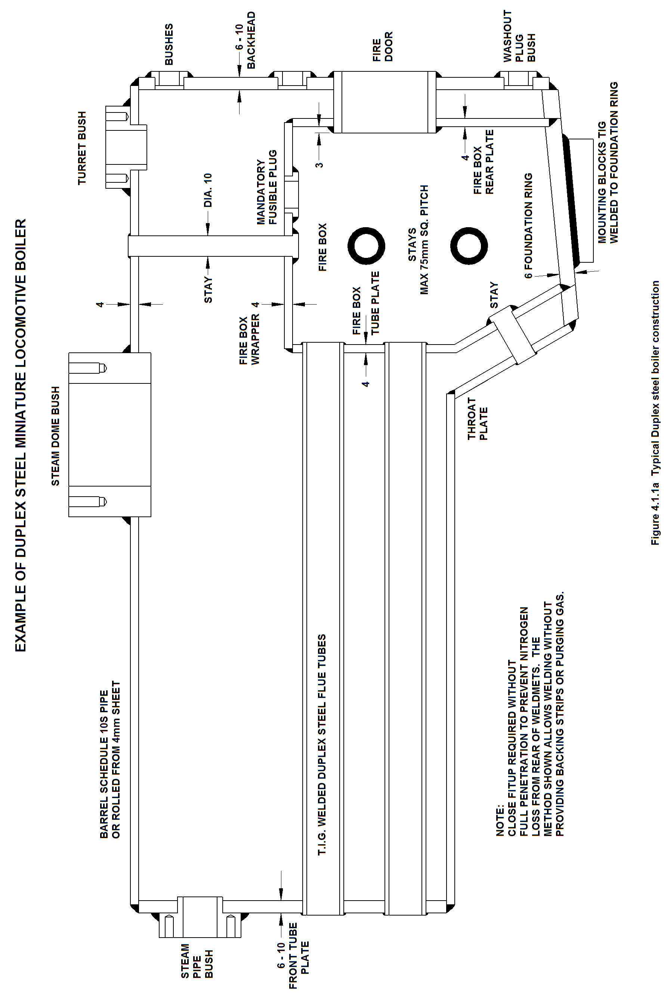 EXAMPLE OF DUPLEX STEEL MINIATURE LOCOMOTIVE BOILER
STEAM DOME BUSH
TURRET BUSH
BARREL SCHEDULE 10S PIPE
OR ROLLED FROM 4mm SHEET
4
BUSHES
STEAM
PIPE
BUSH
STAY
DIA. 10
6 - 10
BACKHEAD
FIRE BOX
WRAPPER
4
MANDATORY
FUSIBLE PLUG
6 - 10
FRONT TUBE
PLATE
T.I.G. WELDED DUPLEX STEEL FLUE TUBES
FIRE BOX
3
4
FIRE BOX
TUBE PLATE
FIRE
DOOR
STAYS
MAX 75mm SQ. PITCH
4
FIRE BOX
REAR PLATE
THROAT
PLATE
STAY
WASHOUT
PLUG
BUSH
6 FOUNDATION RING
NOTE:
CLOSE FITUP REQUIRED WITHOUT
FULL PENETRATION TO PREVENT NITROGEN
LOSS FROM REAR OF WELDMETS. THE
METHOD SHOWN ALLOWS WELDING WITHOUT
PROVIDING BACKING STRIPS OR PURGING GAS.
MOUNTING BLOCKS TIG
WELDED TO FOUNDATION RING
Figure 4.1.1a Typical Duplex steel boiler construction